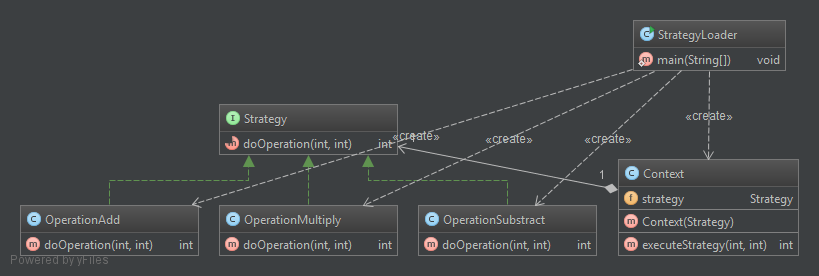 StrategyLoader
main(String[]) void
Strategy
doOperation(int, int) int
«create»
«create»
«create»
«create»
1
Context
strategy Strategy
Context(Strategy)
executeStrategy(int, int) int
OperationAdd
doOperation(int, int) int
OperationMultiply
doOperation(int, int) int
OperationSubstract
doOperation(int, int) int
Powered by yFiles